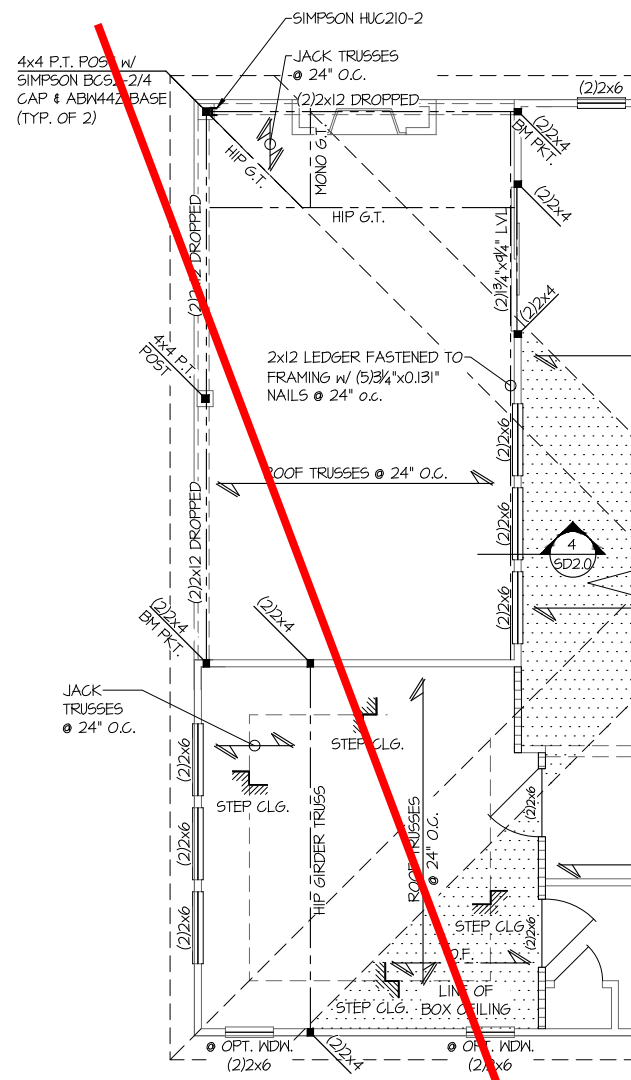 SIMPSON HUC210-2
4x4 P.T. POST W/
SIMPSON -2/4
CAP & ABW44Z BASE
(TYP. OF 2)
JACK TRUSSES
@ 24" O.C.
(2)2x12 DROPPED
(2)2x6
HIP G.T.
MONO G.T.
(2)2x4
BM PKT.
HIP G.T.
(2)2x4
(2)1¾"x9¼" LVL
DROPPED
(2)2x4
4x4 P.T.
POST
2x12 LEDGER FASTENED TO
FRAMING W/ (5)3¼"x0.131"
NAILS @ 24" o.c.
(2)2x6
ROOF TRUSSES @ 24" O.C.
(2)2x12 DROPPED
(2)2x6
4
SD2.0
(2)2x6
(2)2x4
BM PKT.
(2)2x4
JACK
TRUSSES
@ 24" O.C.
STEP CLG.
(2)2x6
STEP CLG.
(2)2x6
(2)2x6
(2)2x6
HIP GIRDER TRUSS
ROOF TRUSSES
@ 24" O.C.
STEP CLG.
(2)2x6
STEP CLG.
LINE OF
BOX CEILING
@ OPT. WDW.
(2)2x6
(2)2x4
@ OPT. WDW.
(2)2x6